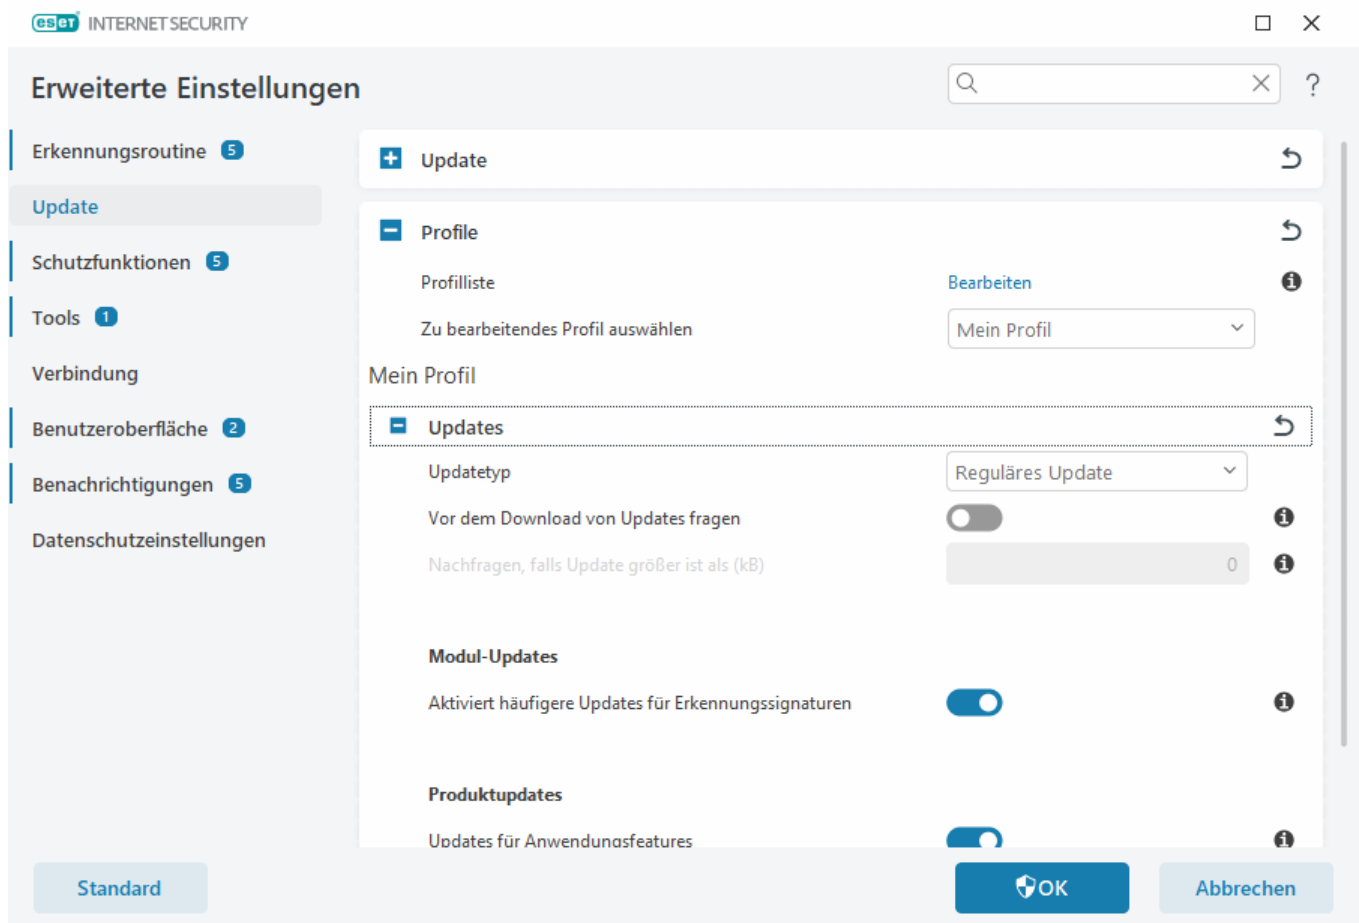 eset INTERNET SECURITY
Erweiterte Einstellungen
?
Erkennungsroutine 5
Update
Schutzfunktionen 5
Tools 1
Verbindung
Benutzeroberfläche 2
Benachrichtigungen 5
Datenschutzeinstellungen
Update
Profile
Profilliste Bearbeiten
Zu bearbeitendes Profil auswählen Mein Profil
Mein Profil
Updates
Updatetyp Reguläres Update
Vor dem Download von Updates fragen
Nachfragen, falls Update größer ist als (kB) 0
Modul-Updates
Aktiviert häufigere Updates für Erkennungssignaturen
Produktupdates
Updates für Anwendungsfeatures
Standard
OK
Abbrechen